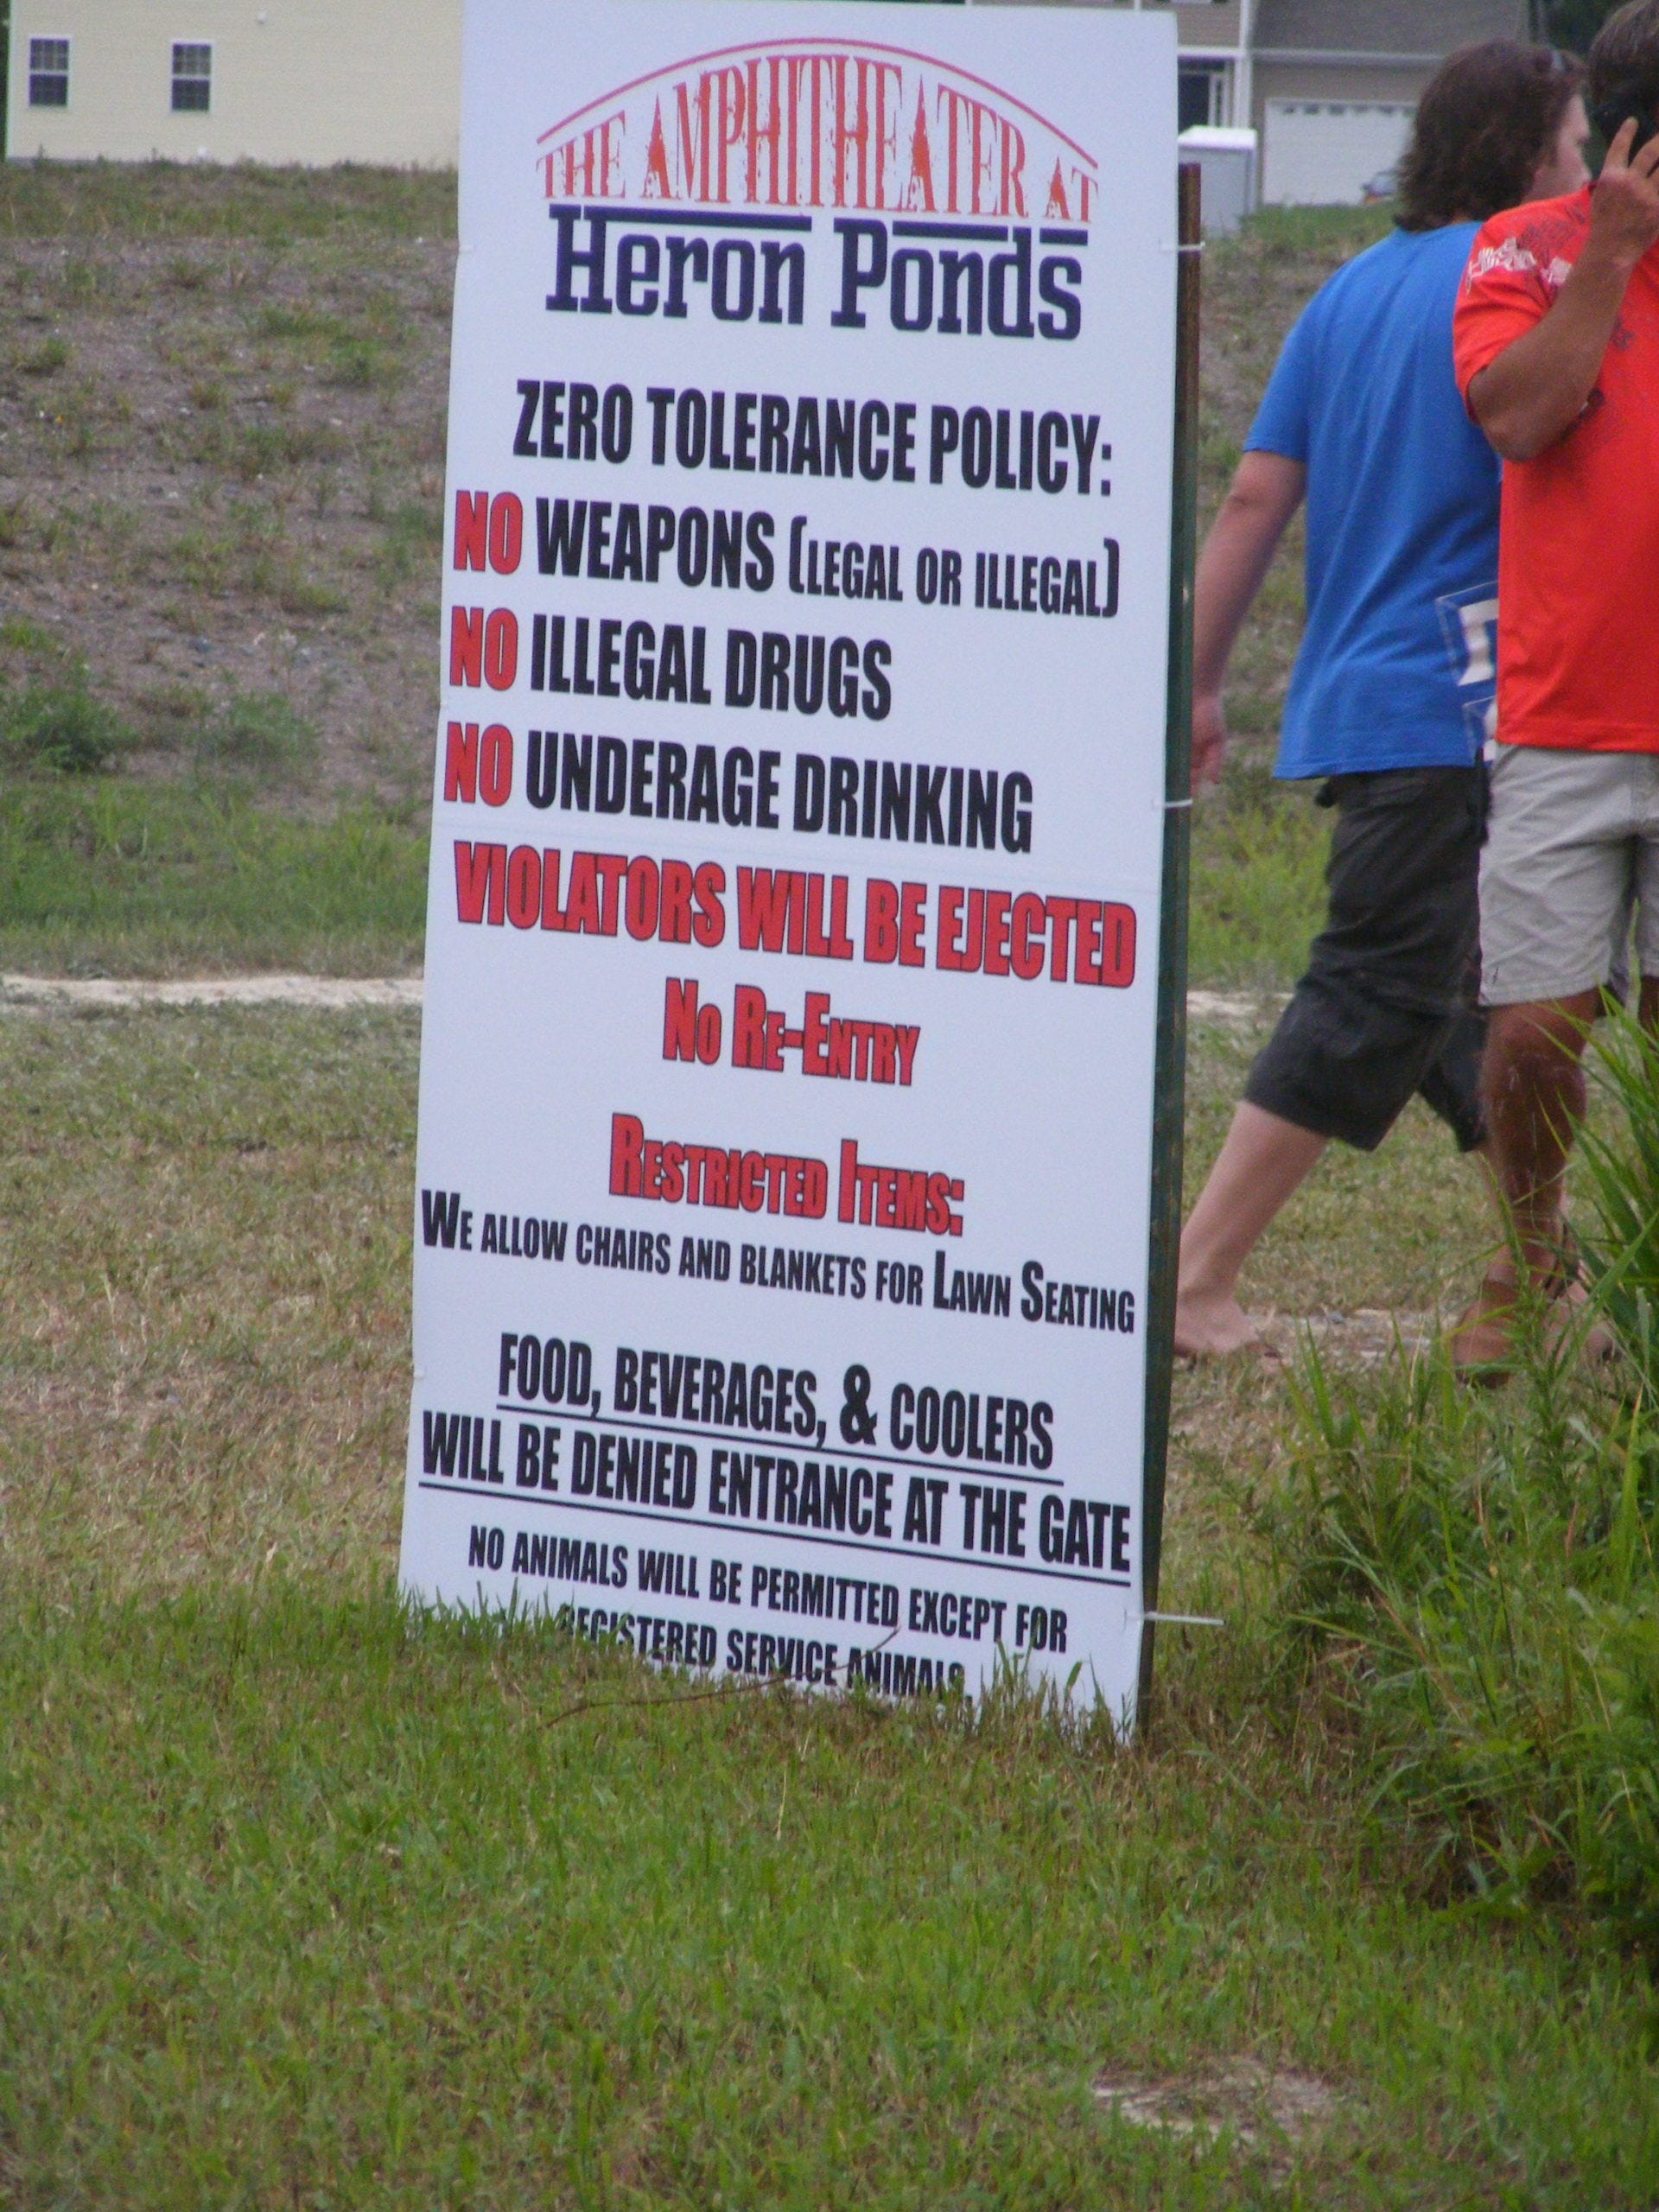 THE AMPHITHEATER AT
Heron Ponds
ZERO TOLERANCE POLICY:
NO WEAPONS (LEGAL OR ILLEGAL)
NO ILLEGAL DRUGS
NO UNDERAGE DRINKING
VIOLATORS WILL BE EJECTED
No Re-Entry
Restricted Items:
We allow chairs and blankets for Lawn Seating
FOOD, BEVERAGES, & COOLERS
WILL BE DENIED ENTRANCE AT THE GATE
NO ANIMALS WILL BE PERMITTED EXCEPT FOR
REGISTERED SERVICE ANIMALS.